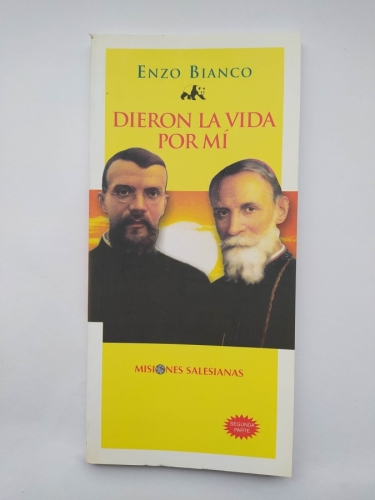 ENZO BIANCO
DIERON LA VIDA
POR MÍ
MISIONES SALESIANAS
SEGUNDA
PARTE